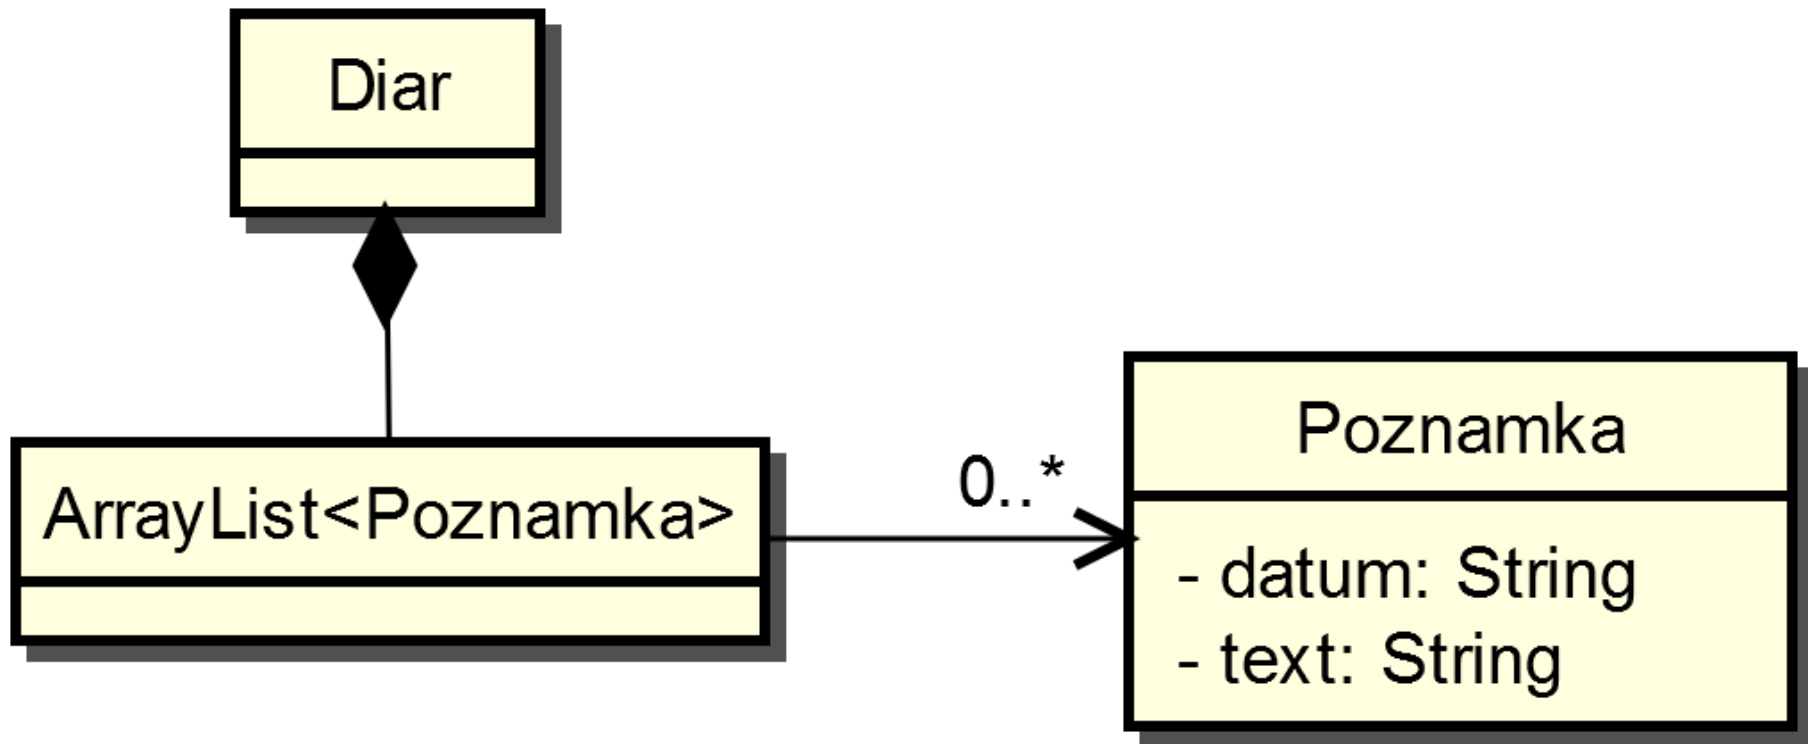 Diar
ArrayList<Poznamka>
0..*
Poznamka
- datum: String
- text: String